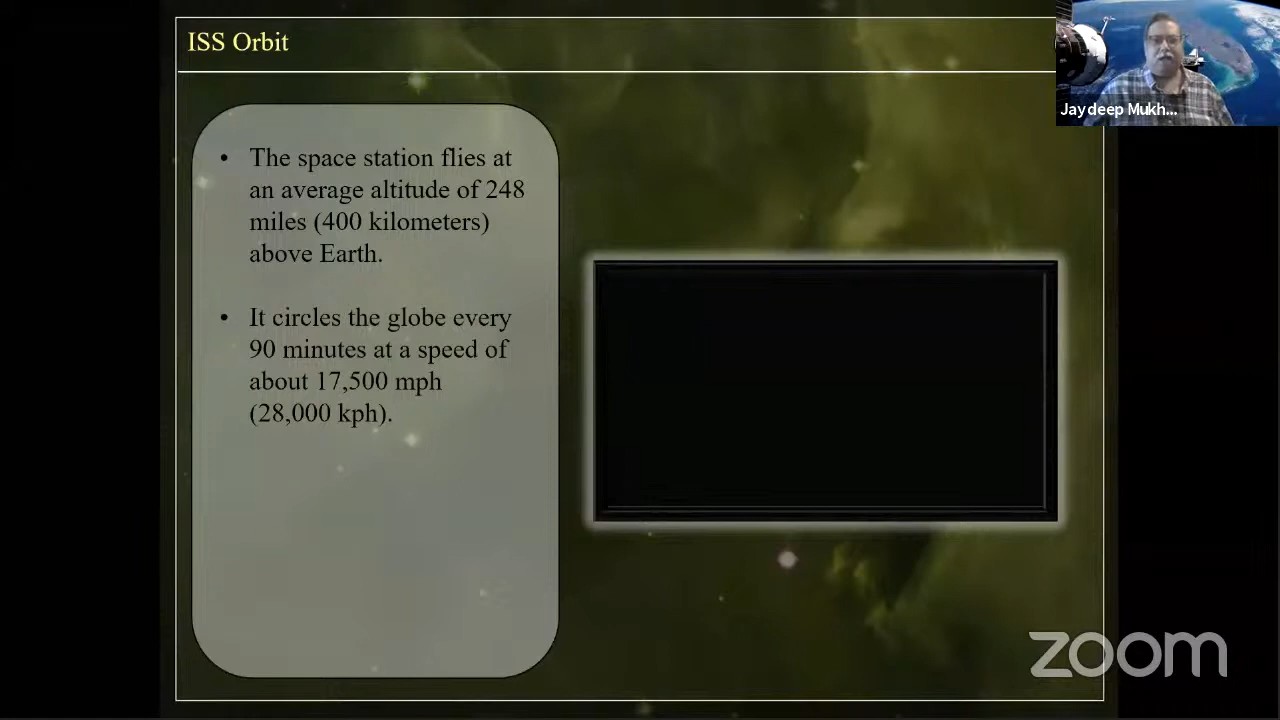 ISS Orbit
Jaydeep Mukh...
• The space station flies at
an average altitude of 248
miles (400 kilometers)
above Earth.
• It circles the globe every
90 minutes at a speed of
about 17,500 mph
(28,000 kph).
zoom